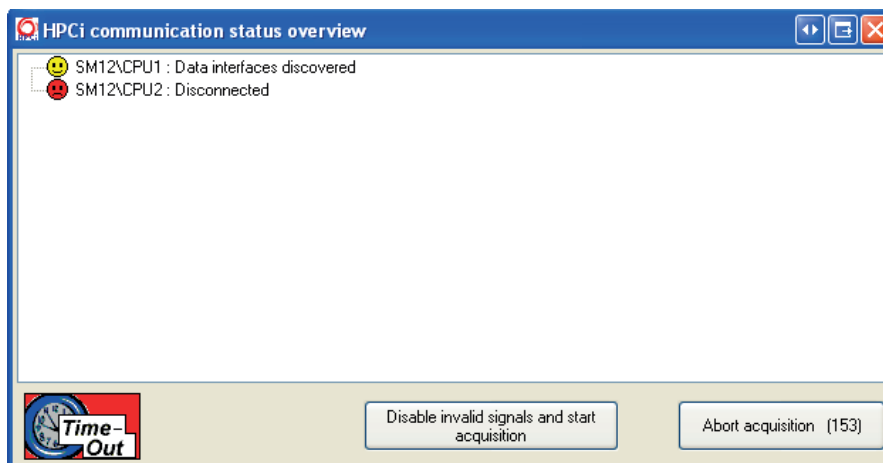 HPCi communication status overview
SM12\CPU1 : Data interfaces discovered
SM12\CPU2 : Disconnected
Time-
Out
Disable invalid signals and start
acquisition
Abort acquisition (153)